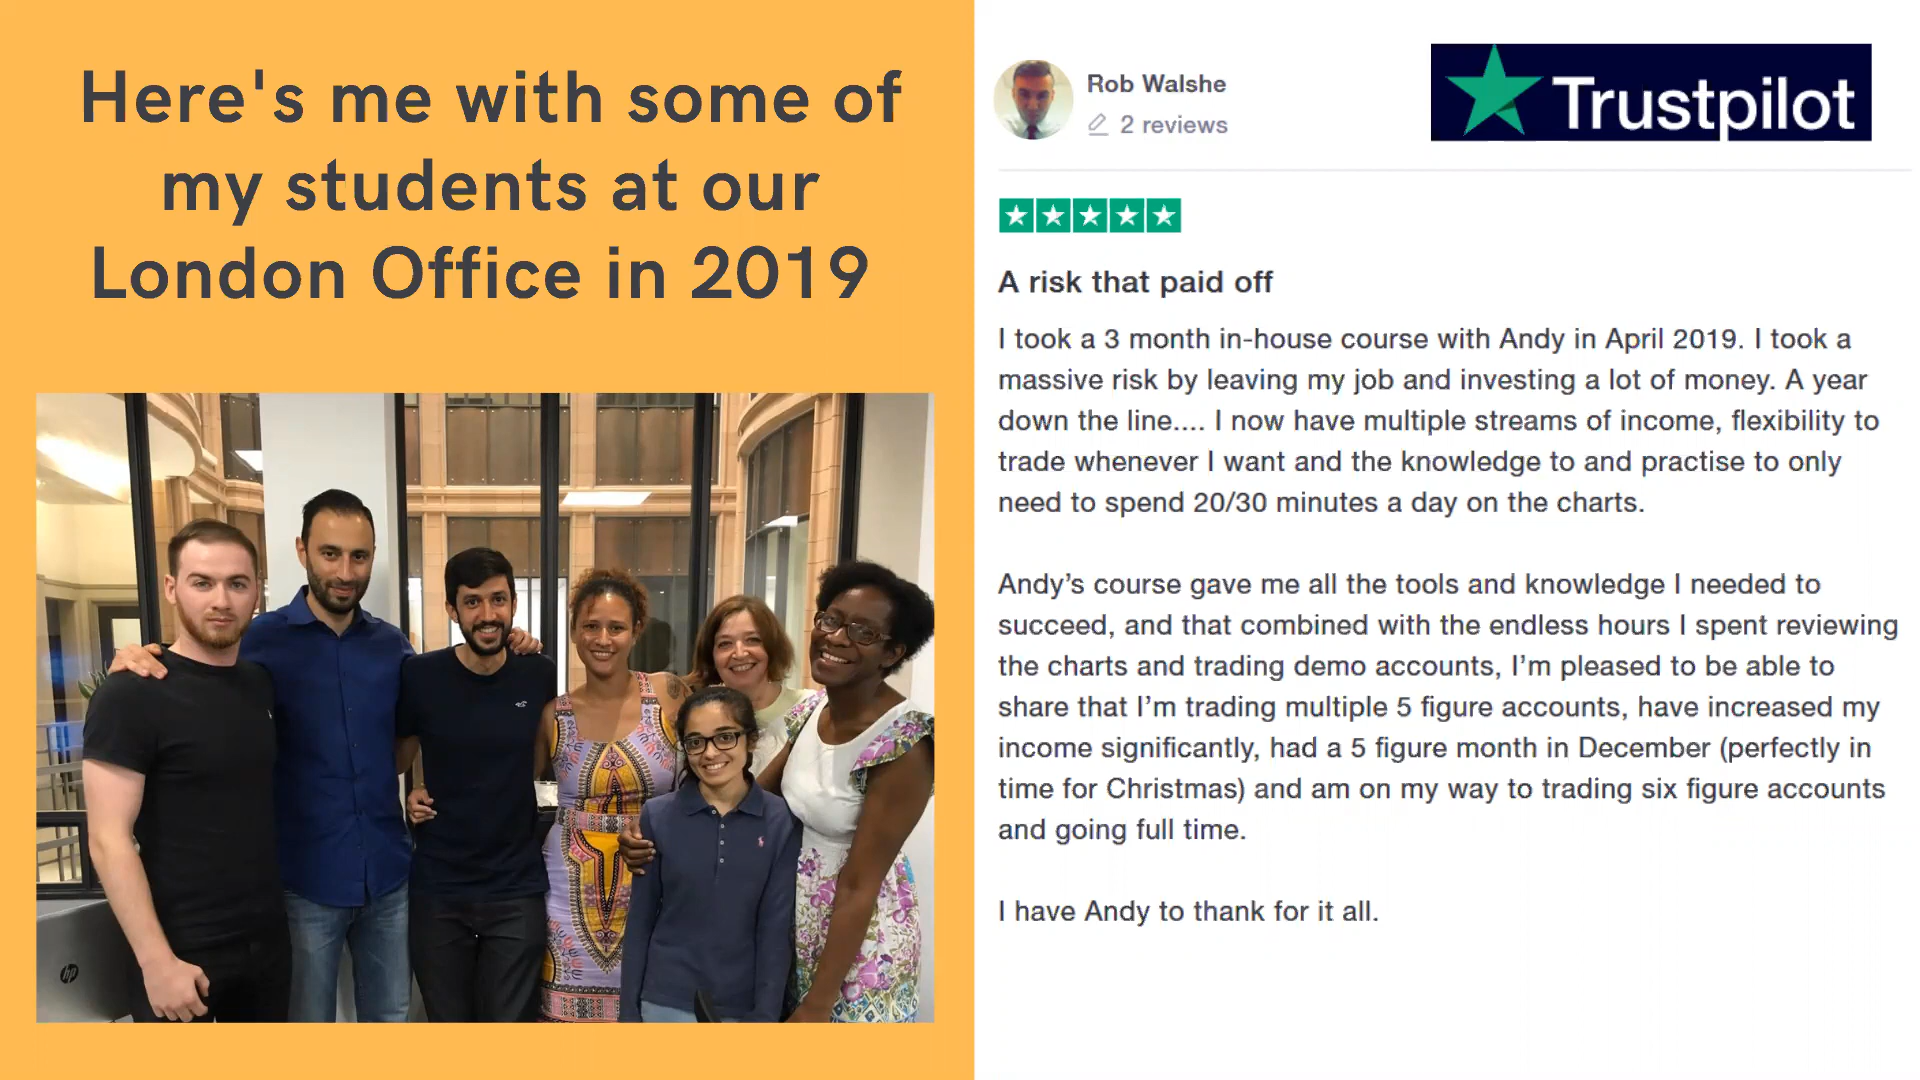 Here's me with some of
my students at our
London Office in 2019
hp
Rob Walshe
2 reviews
Trustpilot
A risk that paid off
I took a 3 month in-house course with Andy in April 2019. I took a
massive risk by leaving my job and investing a lot of money. A year
down the line.... I now have multiple streams of income, flexibility to
trade whenever I want and the knowledge to and practise to only
need to spend 20/30 minutes a day on the charts.
Andy’s course gave me all the tools and knowledge I needed to
succeed, and that combined with the endless hours I spent reviewing
the charts and trading demo accounts, I’m pleased to be able to
share that I’m trading multiple 5 figure accounts, have increased my
income significantly, had a 5 figure month in December (perfectly in
time for Christmas) and am on my way to trading six figure accounts
and going full time.
I have Andy to thank for it all.